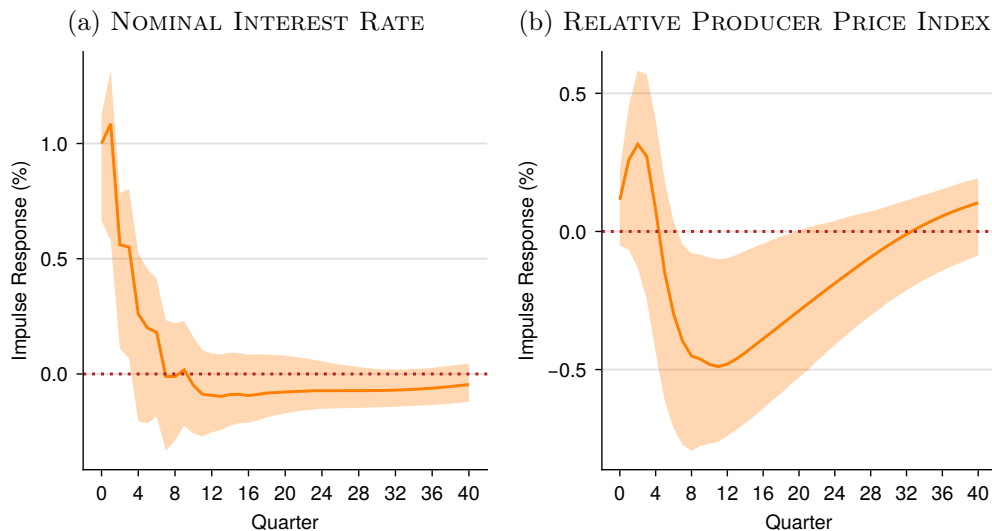 (a) NOMINAL INTEREST RATE
Impulse Response (%)
1.0
0.5
0.0
0 4 8 12 16 20 24 28 32 36 40
Quarter
(b) RELATIVE PRODUCER PRICE INDEX
Impulse Response (%)
0.5
0.0
−0.5
0 4 8 12 16 20 24 28 32 36 40
Quarter